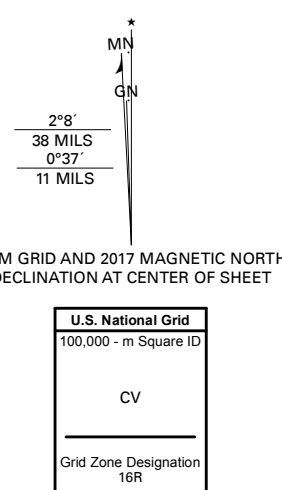 ★
MN
GN
2°8´
38 MILS
0°37´
11 MILS
M GRID AND 2017 MAGNETIC NORTH
DECLINATION AT CENTER OF SHEET
U.S. National Grid
100,000 - m Square ID
CV
Grid Zone Designation
16R